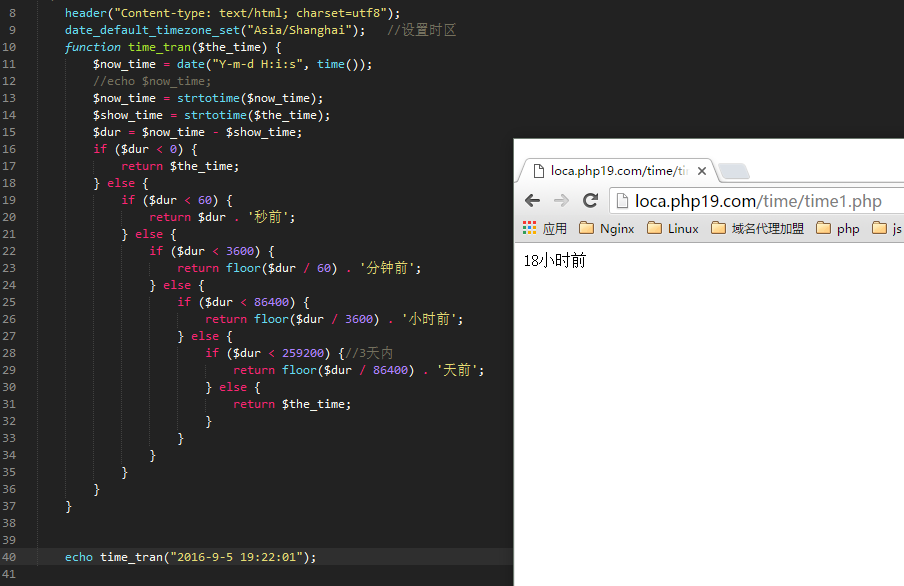 8 header("Content-type: text/html; charset=utf8");
9 date_default_timezone_set("Asia/Shanghai"); //设置时区
10 function time_tran($the_time) {
11 $now_time = date("Y-m-d H:i:s", time());
12 //echo $now_time;
13 $now_time = strtotime($now_time);
14 $show_time = strtotime($the_time);
15 $dur = $now_time - $show_time;
16 if ($dur < 0) {
17 return $the_time;
18 } else {
19 if ($dur < 60) {
20 return $dur . '秒前';
21 } else {
22 if ($dur < 3600) {
23 return floor($dur / 60) . '分钟前';
24 } else {
25 if ($dur < 86400) {
26 return floor($dur / 3600) . '小时前';
27 } else {
28 if ($dur < 259200) {//3天内
29 return floor($dur / 86400) . '天前';
30 } else {
31 return $the_time;
32 }
33 }
34 }
35 }
36 }
37 }
38
39
40 echo time_tran("2016-9-5 19:22:01");
41
loca.php19.com/time/ti
loca.php19.com/time/time1.php
应用 Nginx Linux 域名代理加盟 php js
18小时前